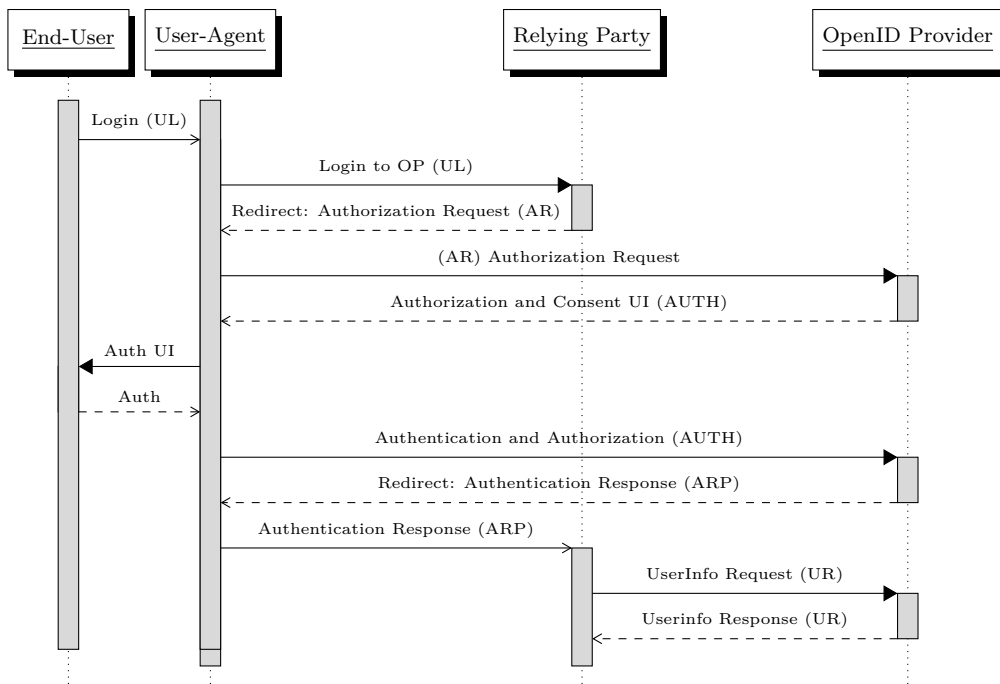 End-User
User-Agent
Relying Party
OpenID Provider
Login (UL)
Login to OP (UL)
Redirect: Authorization Request (AR)
(AR) Authorization Request
Authorization and Consent UI (AUTH)
Auth UI
Auth
Authentication and Authorization (AUTH)
Redirect: Authentication Response (ARP)
Authentication Response (ARP)
UserInfo Request (UR)
Userinfo Response (UR)